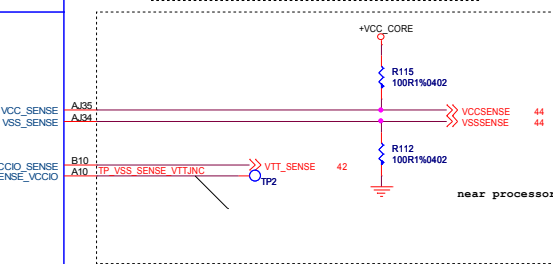 +VCC_CORE
R115
100R1%0402
VCC_SENSE AJ35 VCCSENSE 44
VSS_SENSE AJ34 VSSSENSE 44
R112
100R1%0402
CCIO_SENSE B10 VTT_SENSE 42
ENSE_VCCIO A10 TP_VSS_SENSE_VTT_NC
TP2
near processor